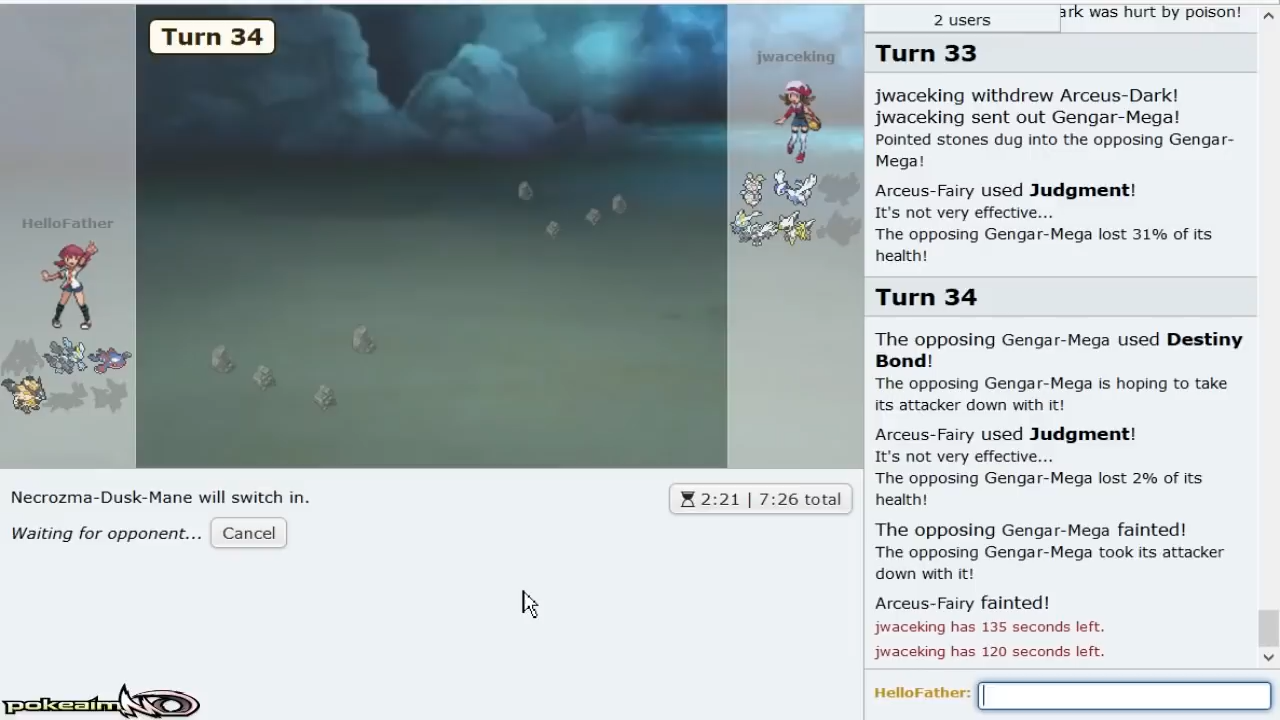 Turn 34
jwaceking
HelloFather
2 users
ark was hurt by poison!
Turn 33
jwaceking withdrew Arceus-Dark!
jwaceking sent out Gengar-Mega!
Pointed stones dug into the opposing Gengar-
Mega!
Arceus-Fairy used Judgment!
It's not very effective...
The opposing Gengar-Mega lost 31% of its
health!
Turn 34
The opposing Gengar-Mega used Destiny
Bond!
The opposing Gengar-Mega is hoping to take
its attacker down with it!
Arceus-Fairy used Judgment!
It's not very effective...
The opposing Gengar-Mega lost 2% of its
health!
The opposing Gengar-Mega fainted!
The opposing Gengar-Mega took its attacker
down with it!
Arceus-Fairy fainted!
jwaceking has 135 seconds left.
jwaceking has 120 seconds left.
HelloFather:
Necrozma-Dusk-Mane will switch in.
2:21 | 7:26 total
Waiting for opponent... Cancel
pokeaimMD